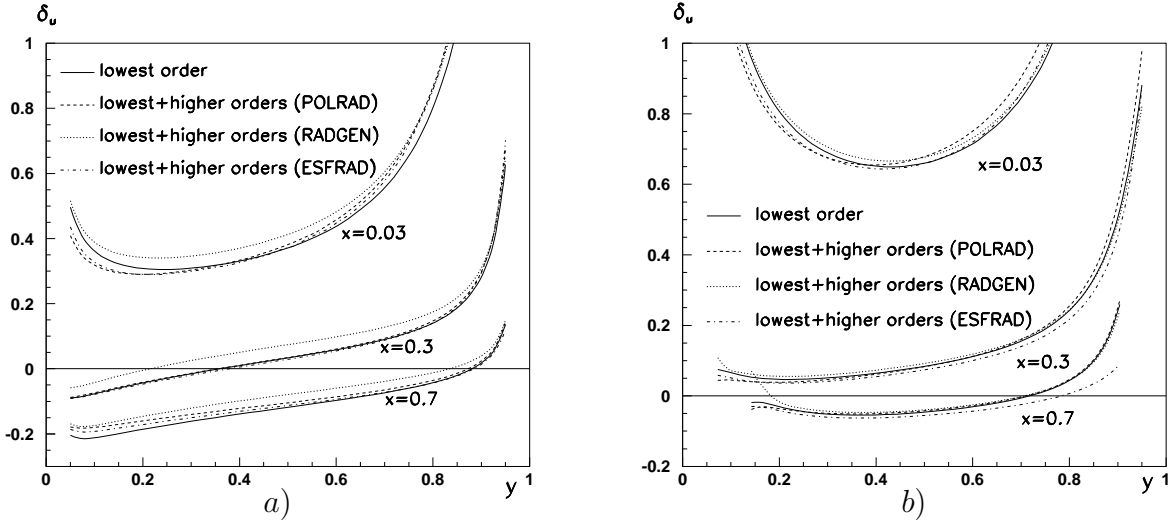 δu
1
0.8
0.6
0.4
0.2
0
-0.2
lowest order
lowest+higher orders (POLRAD)
lowest+higher orders (RADGEN)
lowest+higher orders (ESFRAD)
x=0.03
x=0.3
x=0.7
0 0.2 0.4 0.6 0.8 1
y
a)
δu
1
0.8
0.6
0.4
0.2
0
-0.2
x=0.03
lowest order
lowest+higher orders (POLRAD)
lowest+higher orders (RADGEN)
lowest+higher orders (ESFRAD)
x=0.3
x=0.7
0 0.2 0.4 0.6 0.8 1
y
b)